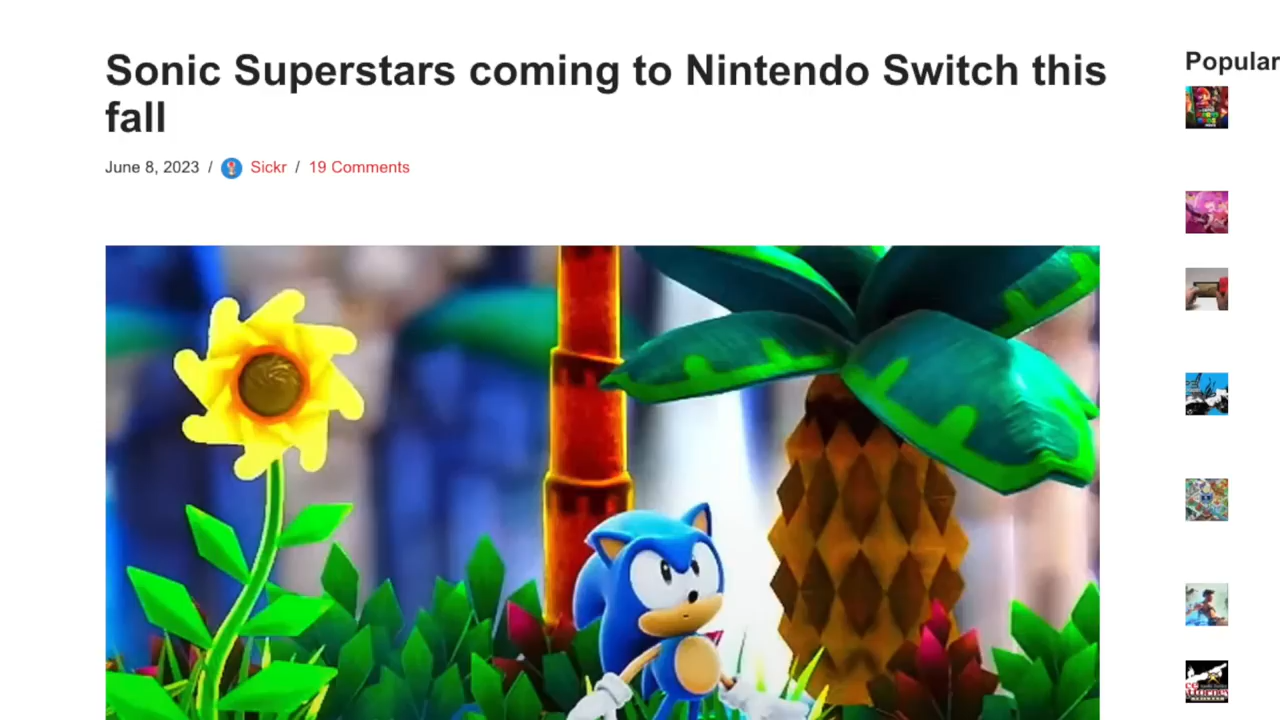 Sonic Superstars coming to Nintendo Switch this
fall
June 8, 2023 / Sickr / 19 Comments
Popular